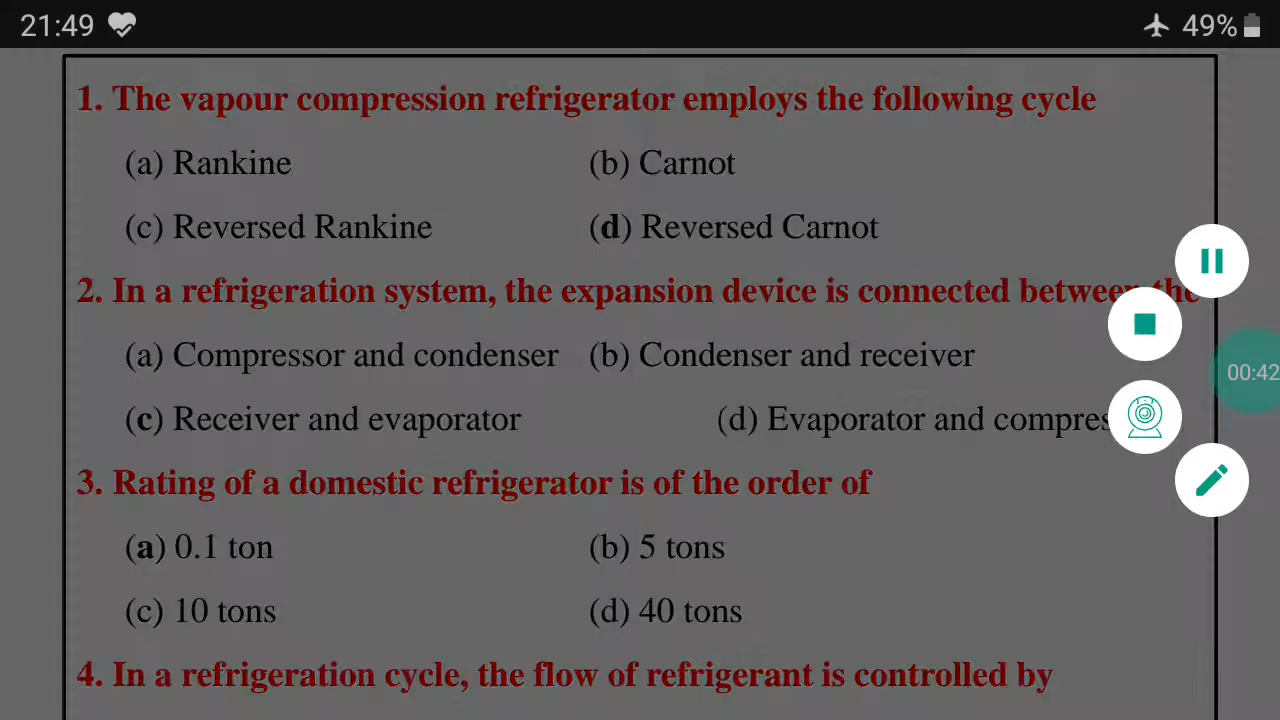 21:49 49%
1. The vapour compression refrigerator employs the following cycle
(a) Rankine (b) Carnot
(c) Reversed Rankine (d) Reversed Carnot
2. In a refrigeration system, the expansion device is connected between the
(a) Compressor and condenser (b) Condenser and receiver
(c) Receiver and evaporator (d) Evaporator and compres
00:42
3. Rating of a domestic refrigerator is of the order of
(a) 0.1 ton (b) 5 tons
(c) 10 tons (d) 40 tons
4. In a refrigeration cycle, the flow of refrigerant is controlled by